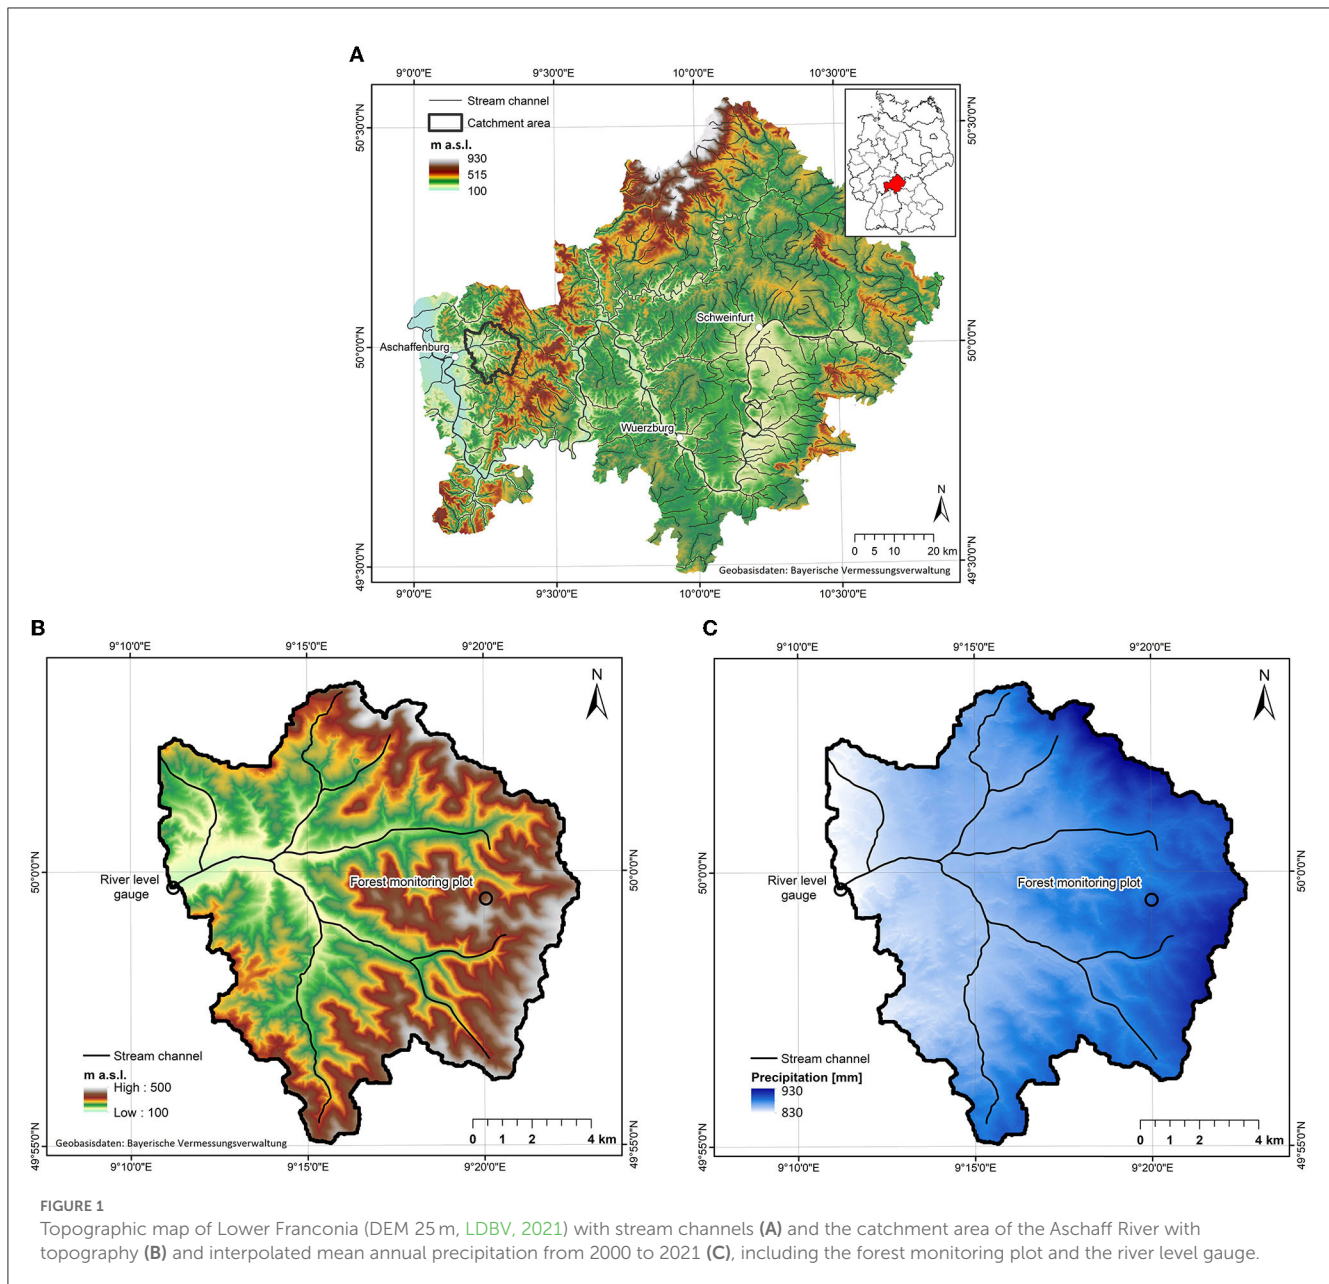 A
9°0'0"E 9°30'0"E 10°0'0"E 10°30'0"E
Stream channel
Catchment area
m a.s.l.
930
515
100
50°30'0"N
50°30'0"N
Schweinfurt
Aschaffenburg
50°0'0"N
50°0'0"N
Wuerzburg
N
0 5 10 20 km
49°30'0"N
49°30'0"N
Geobasisdaten: Bayerische Vermessungsverwaltung
9°0'0"E 9°30'0"E 10°0'0"E 10°30'0"E
B
9°10'0"E 9°15'0"E 9°20'0"E
N
50°0'0"N
50°0'0"N
River level
gauge
Forest monitoring plot
Stream channel
m a.s.l.
High : 500
Low : 100
0 1 2 4 km
Geobasisdaten: Bayerische Vermessungsverwaltung
49°55'0"N
49°55'0"N
9°10'0"E 9°15'0"E 9°20'0"E
C
9°10'0"E 9°15'0"E 9°20'0"E
N
50°0'0"N
50°0'0"N
River level
gauge
Forest monitoring plot
Stream channel
Precipitation [mm]
930
830
0 1 2 4 km
49°55'0"N
49°55'0"N
9°10'0"E 9°15'0"E 9°20'0"E
FIGURE 1
Topographic map of Lower Franconia (DEM 25 m, LDBV, 2021) with stream channels (A) and the catchment area of the Aschaff River with
topography (B) and interpolated mean annual precipitation from 2000 to 2021 (C), including the forest monitoring plot and the river level gauge.